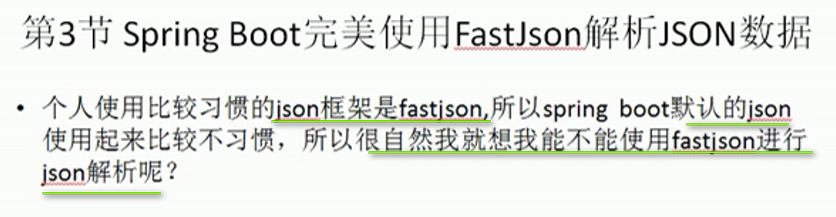 第3节 Spring Boot完美使用FastJson解析JSON数据
• 个人使用比较习惯的json框架是fastjson,所以spring boot默认的json
使用起来比较不习惯，所以很自然我就想我能不能使用fastjson进行
json解析呢？